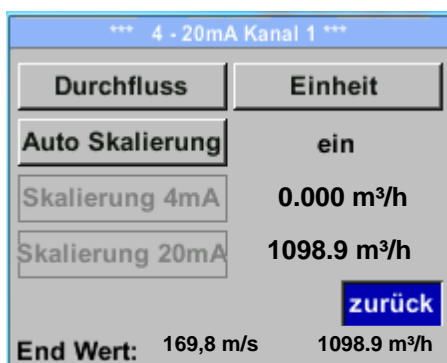 *** 4 - 20mA Kanal 1 ***
Durchfluss Einheit
Auto Skalierung ein
Skalierung 4mA 0.000 m³/h
Skalierung 20mA 1098.9 m³/h
zurück
End Wert: 169,8 m/s 1098.9 m³/h